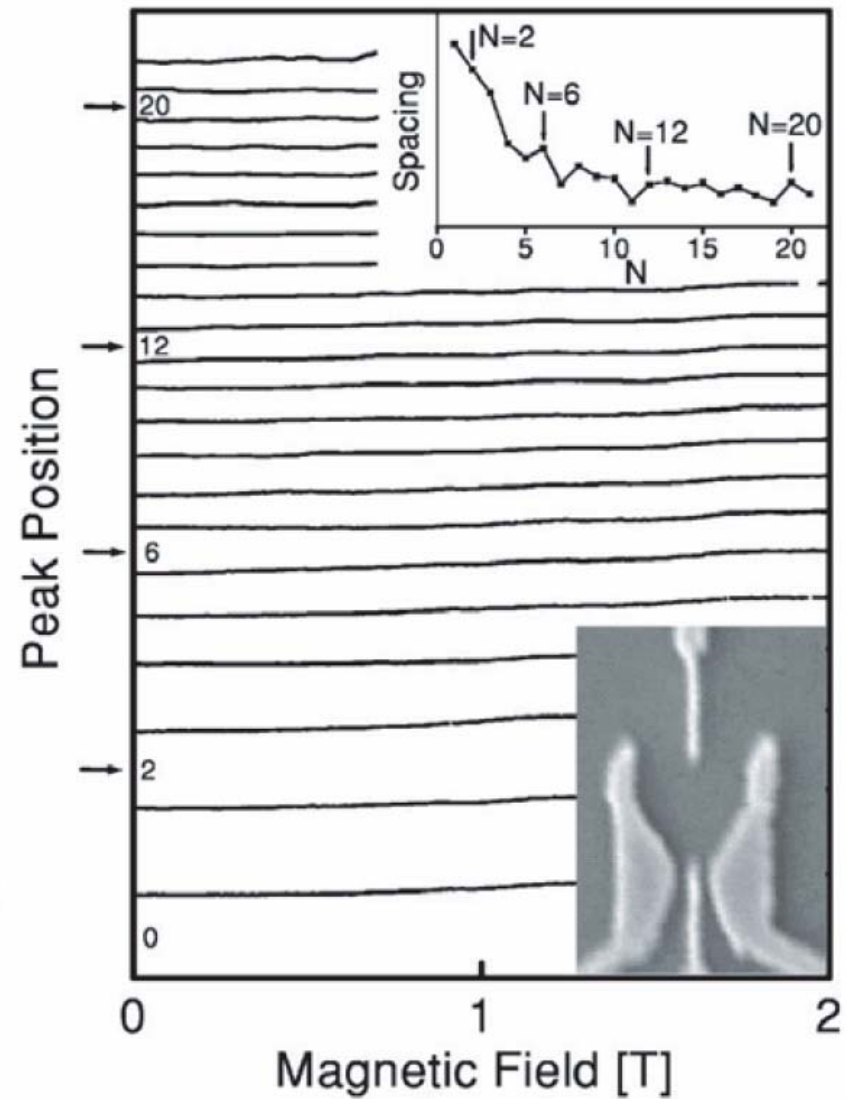 Peak Position
20
12
6
2
0
Spacing
N=2
N=6
N=12
N=20
0 5 10 15 20
N
0 1 2
Magnetic Field [T]